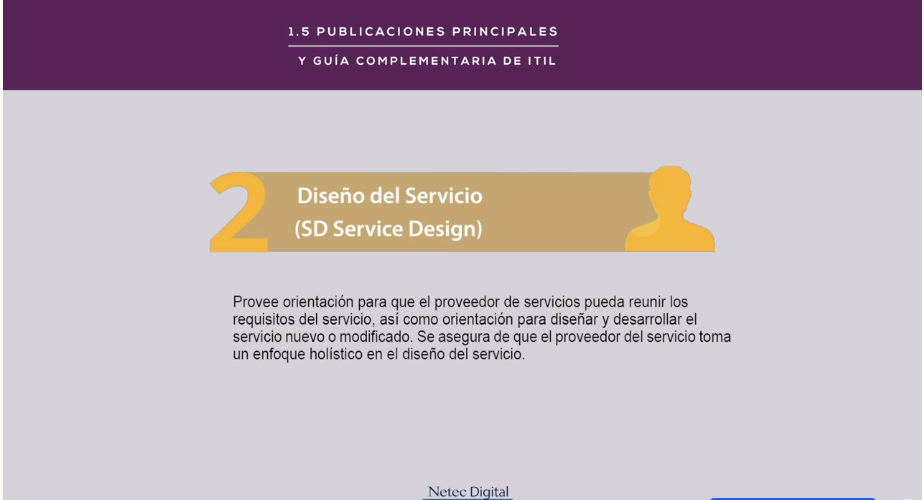 1.5 PUBLICACIONES PRINCIPALES
Y GUÍA COMPLEMENTARIA DE ITIL
2
Diseño del Servicio
(SD Service Design)
Provee orientación para que el proveedor de servicios pueda reunir los
requisitos del servicio, así como orientación para diseñar y desarrollar el
servicio nuevo o modificado. Se asegura de que el proveedor del servicio toma
un enfoque holístico en el diseño del servicio.
Netec Digital